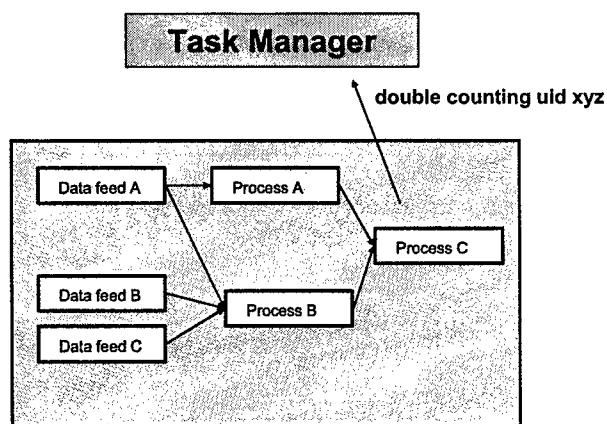 Task Manager
double counting uid xyz
Data feed A
Process A
Process C
Data feed B
Process B
Data feed C